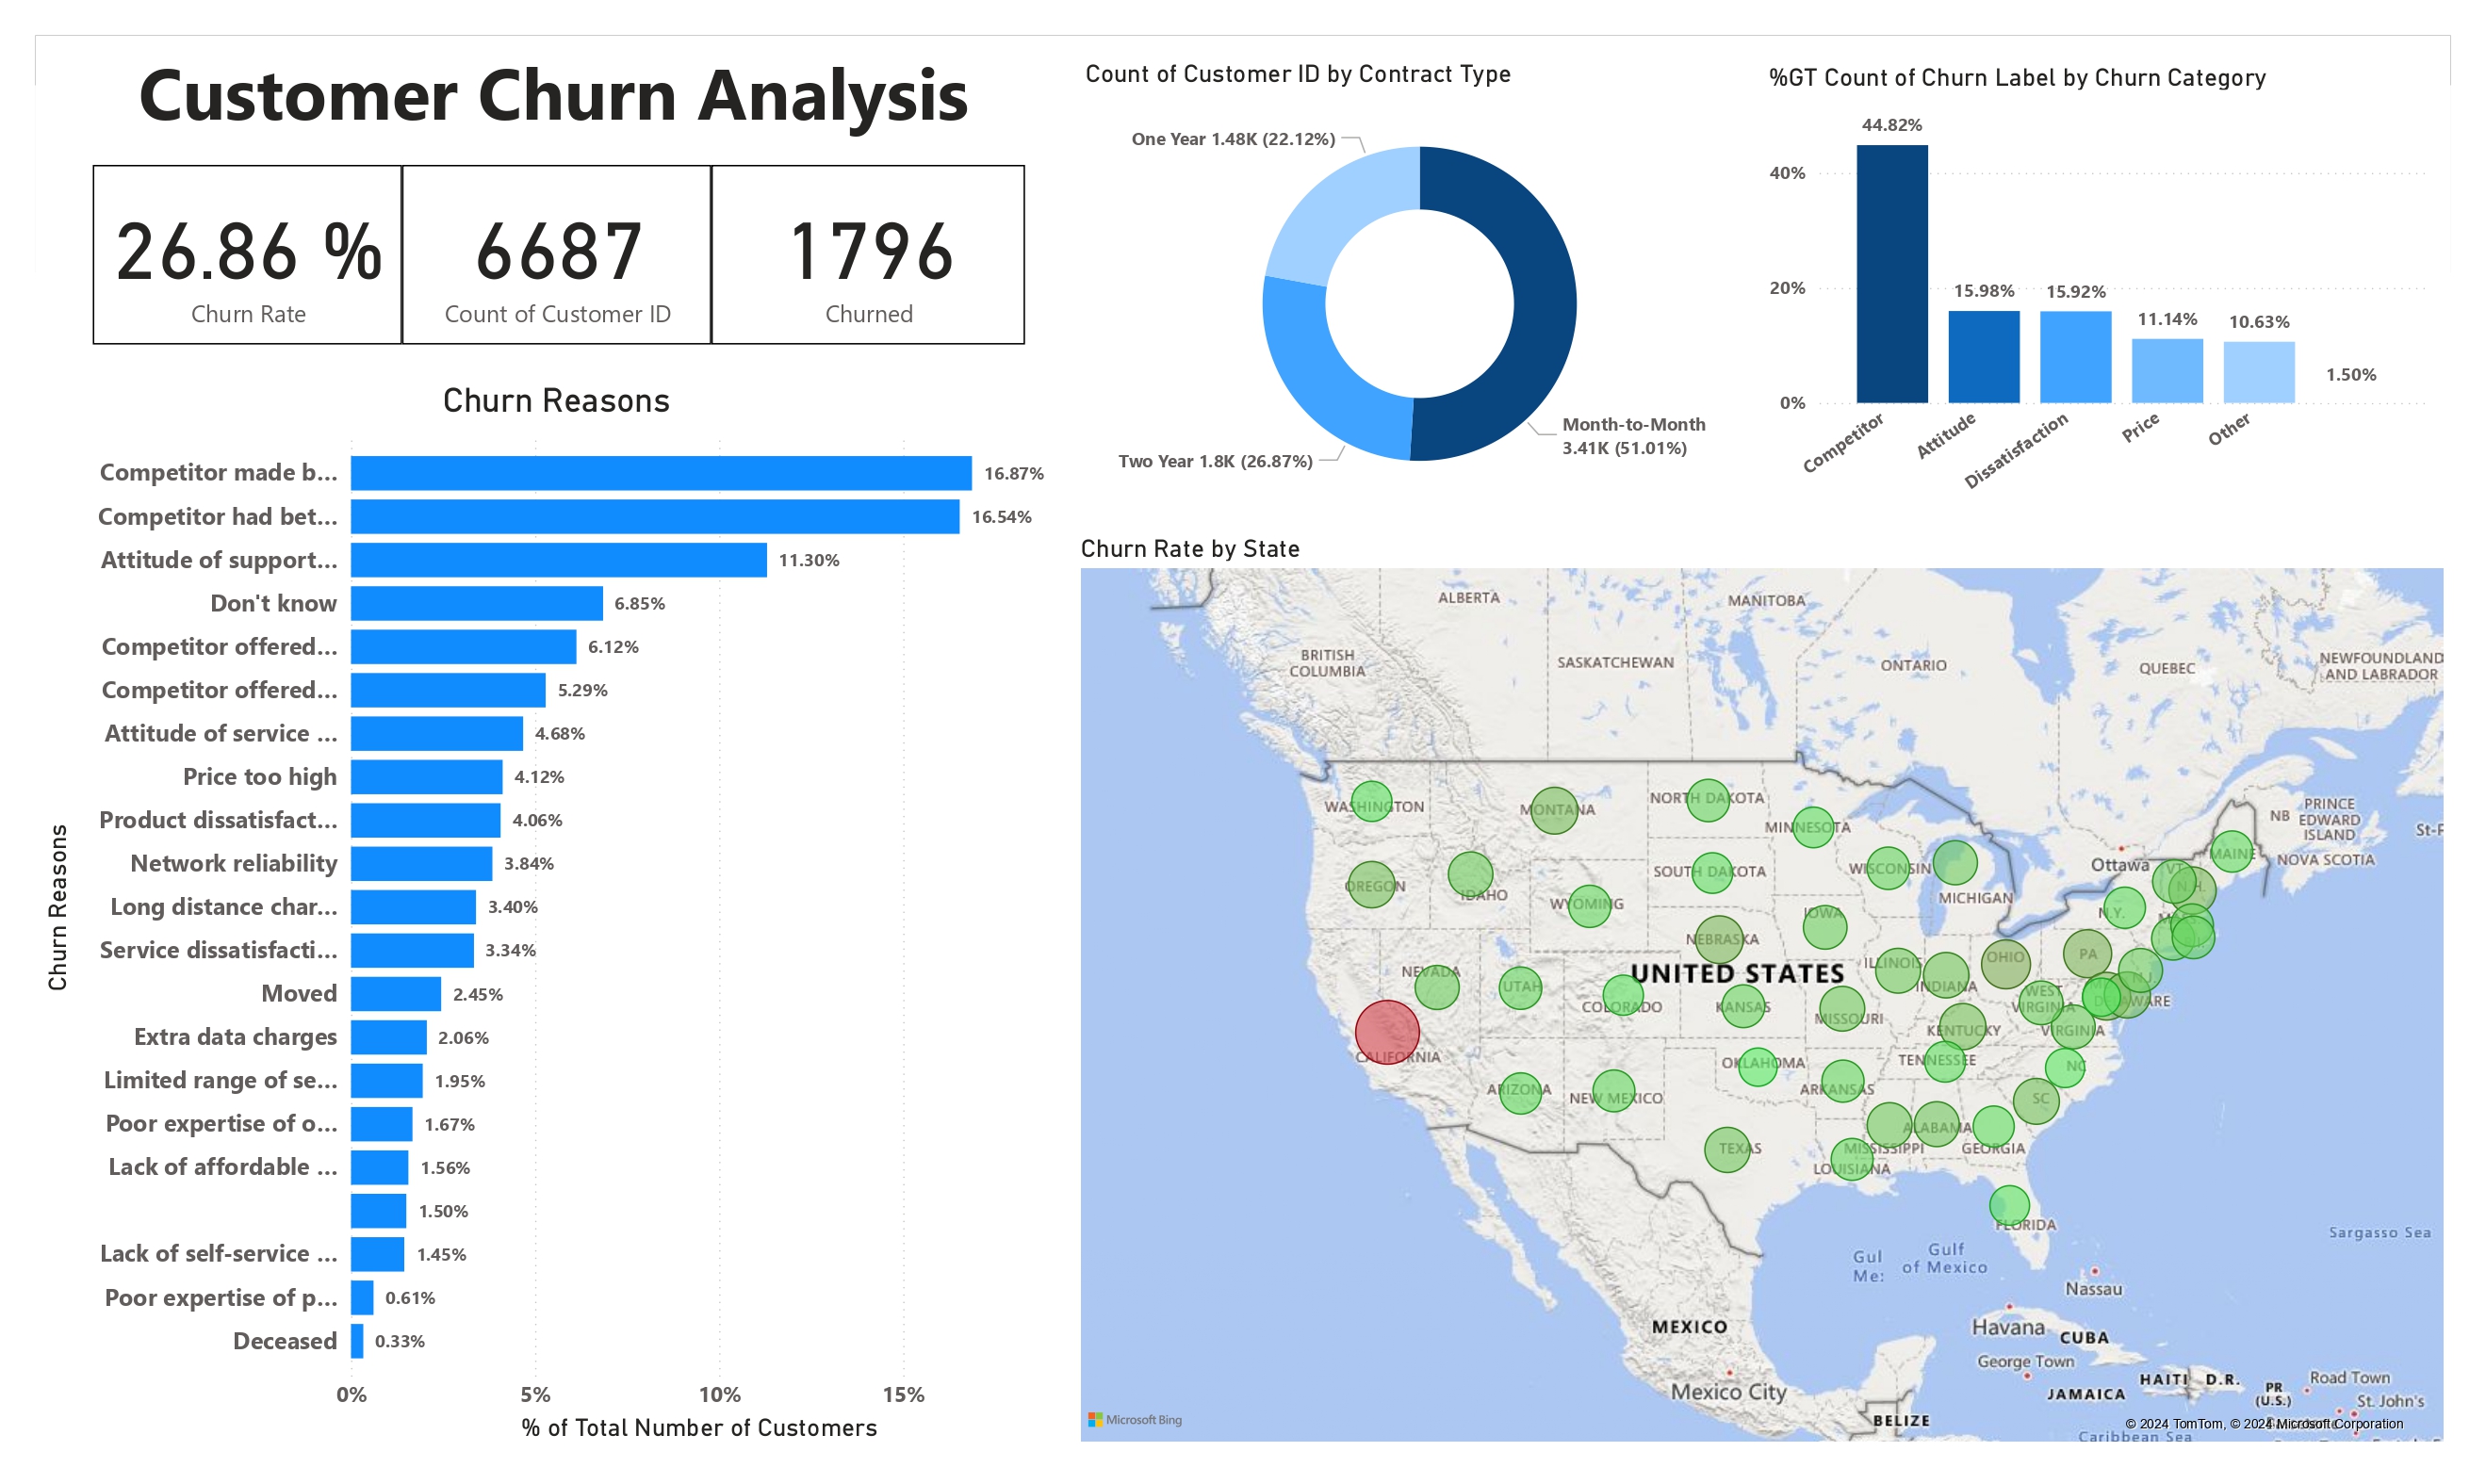 Customer Churn Analysis
26.86 %
Churn Rate
6687
Count of Customer ID
1796
Churned
Churn Reasons
Churn Reasons
Competitor made b... 16.87%
Competitor had bet... 16.54%
Attitude of support... 11.30%
Don't know 6.85%
Competitor offered... 6.12%
Competitor offered... 5.29%
Attitude of service ... 4.68%
Price too high 4.12%
Product dissatisfact... 4.06%
Network reliability 3.84%
Long distance char... 3.40%
Service dissatisfacti... 3.34%
Moved 2.45%
Extra data charges 2.06%
Limited range of se... 1.95%
Poor expertise of o... 1.67%
Lack of affordable ... 1.56%
1.50%
Lack of self-service ... 1.45%
Poor expertise of p... 0.61%
Deceased 0.33%
0% 5% 10% 15%
% of Total Number of Customers
Count of Customer ID by Contract Type
One Year 1.48K (22.12%)
Month-to-Month
3.41K (51.01%)
Two Year 1.8K (26.87%)
%GT Count of Churn Label by Churn Category
40%
20%
0%
44.82%
15.98%
15.92%
11.14%
10.63%
1.50%
Competitor
Attitude
Dissatisfaction
Price
Other
Churn Rate by State
ALBERTA
MANITOBA
BRITISH
COLUMBIA
SASKATCHEWAN
ONTARIO
QUEBEC
NEWFOUNDLAND
AND LABRADOR
WASHINGTON
MONTANA
NORTH DAKOTA
MINNESOTA
NB
PRINCE
EDWARD
ISLAND
St-P
Ottawa
MAINE
NOVA SCOTIA
OREGON
IDAHO
WYOMING
SOUTH DAKOTA
WISCONSIN
MICHIGAN
VT
N.H.
N.Y.
IOWA
NEBRASKA
UNITED STATES
NEVADA
UTAH
COLORADO
KANSAS
MISSOURI
ILLINOIS
INDIANA
OHIO
PA
N.J.
WEST
VIRGINIA
DELAWARE
KENTUCKY
VIRGINIA
CALIFORNIA
ARIZONA
NEW MEXICO
OKLAHOMA
ARKANSAS
TENNESSEE
NC
SC
TEXAS
LOUISIANA
MISSISSIPPI
ALABAMA
GEORGIA
FLORIDA
Gul
Me:
Gulf
of Mexico
Sargasso Sea
Nassau
MEXICO
Mexico City
Havana
CUBA
George Town
JAMAICA
HAITI
D.R.
PR
(U.S.)
Road Town
St. John's
BELIZE
Caribbean Sea
Microsoft Bing
© 2024 TomTom, © 2024 Microsoft Corporation